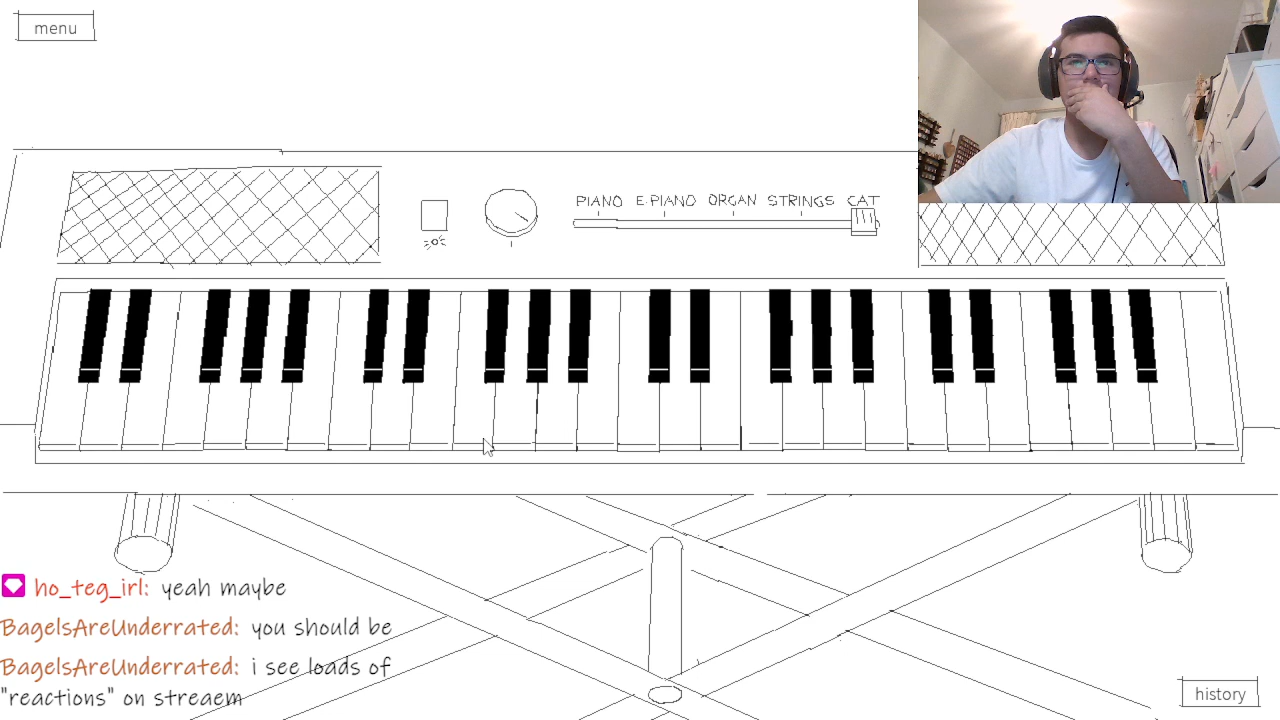 menu
PIANO E-PIANO ORGAN STRINGS CAT
ho_teg_irl: yeah maybe
BagelsAreUnderrated: you should be
BagelsAreUnderrated: i see loads of
"reactions" on streaem
history